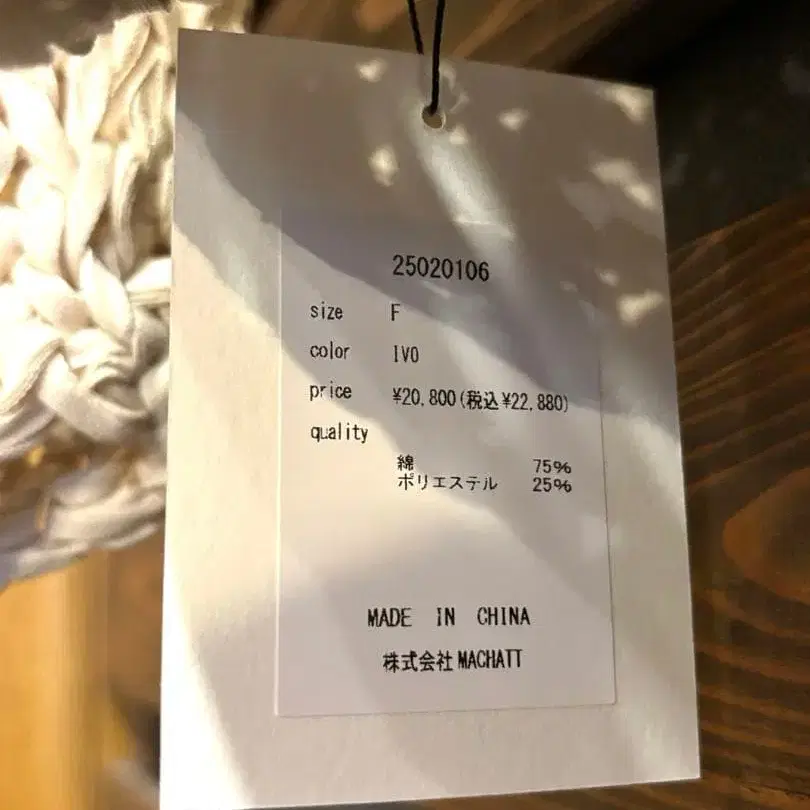 25020106
size F
color IVO
price ¥20,800(税込¥22,880)
quality
綿 75%
ポリエステル 25%
MADE IN CHINA
株式会社MACHATT